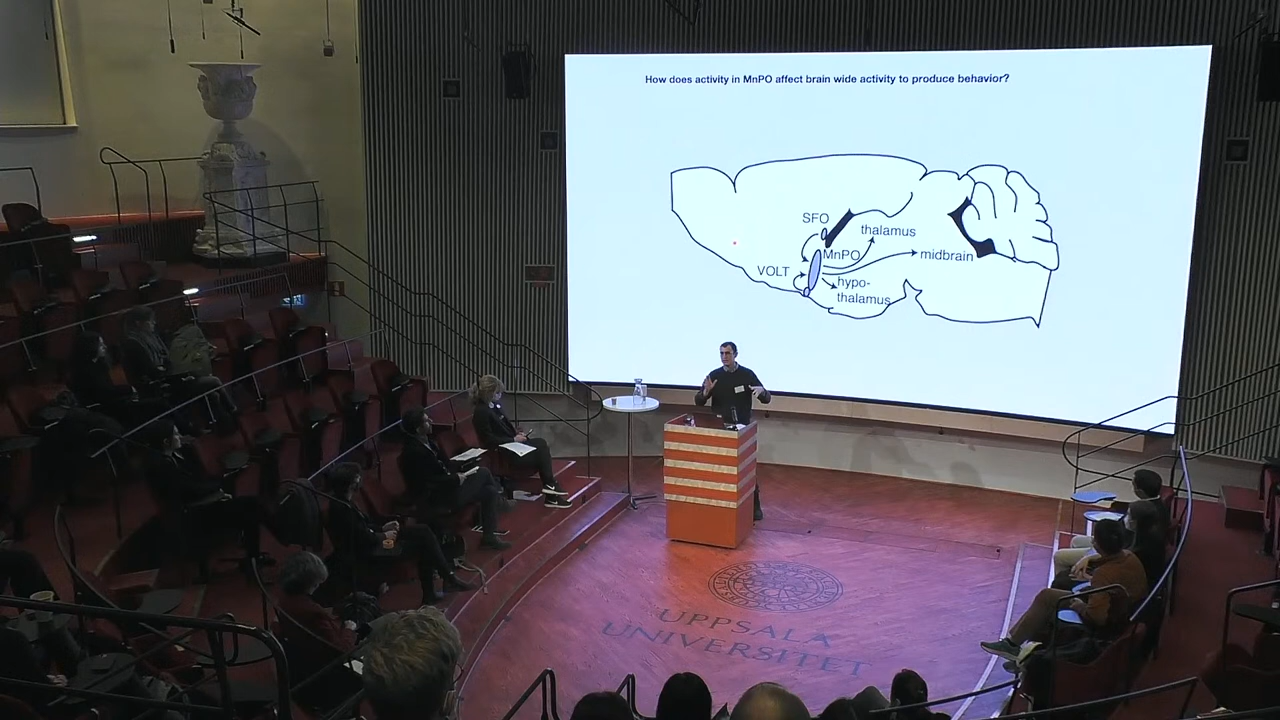 How does activity in MnPO affect brain wide activity to produce behavior?
SFO
thalamus
MnPO
midbrain
VOLT
hypo-
thalamus
UPPSALA
UNIVERSITET